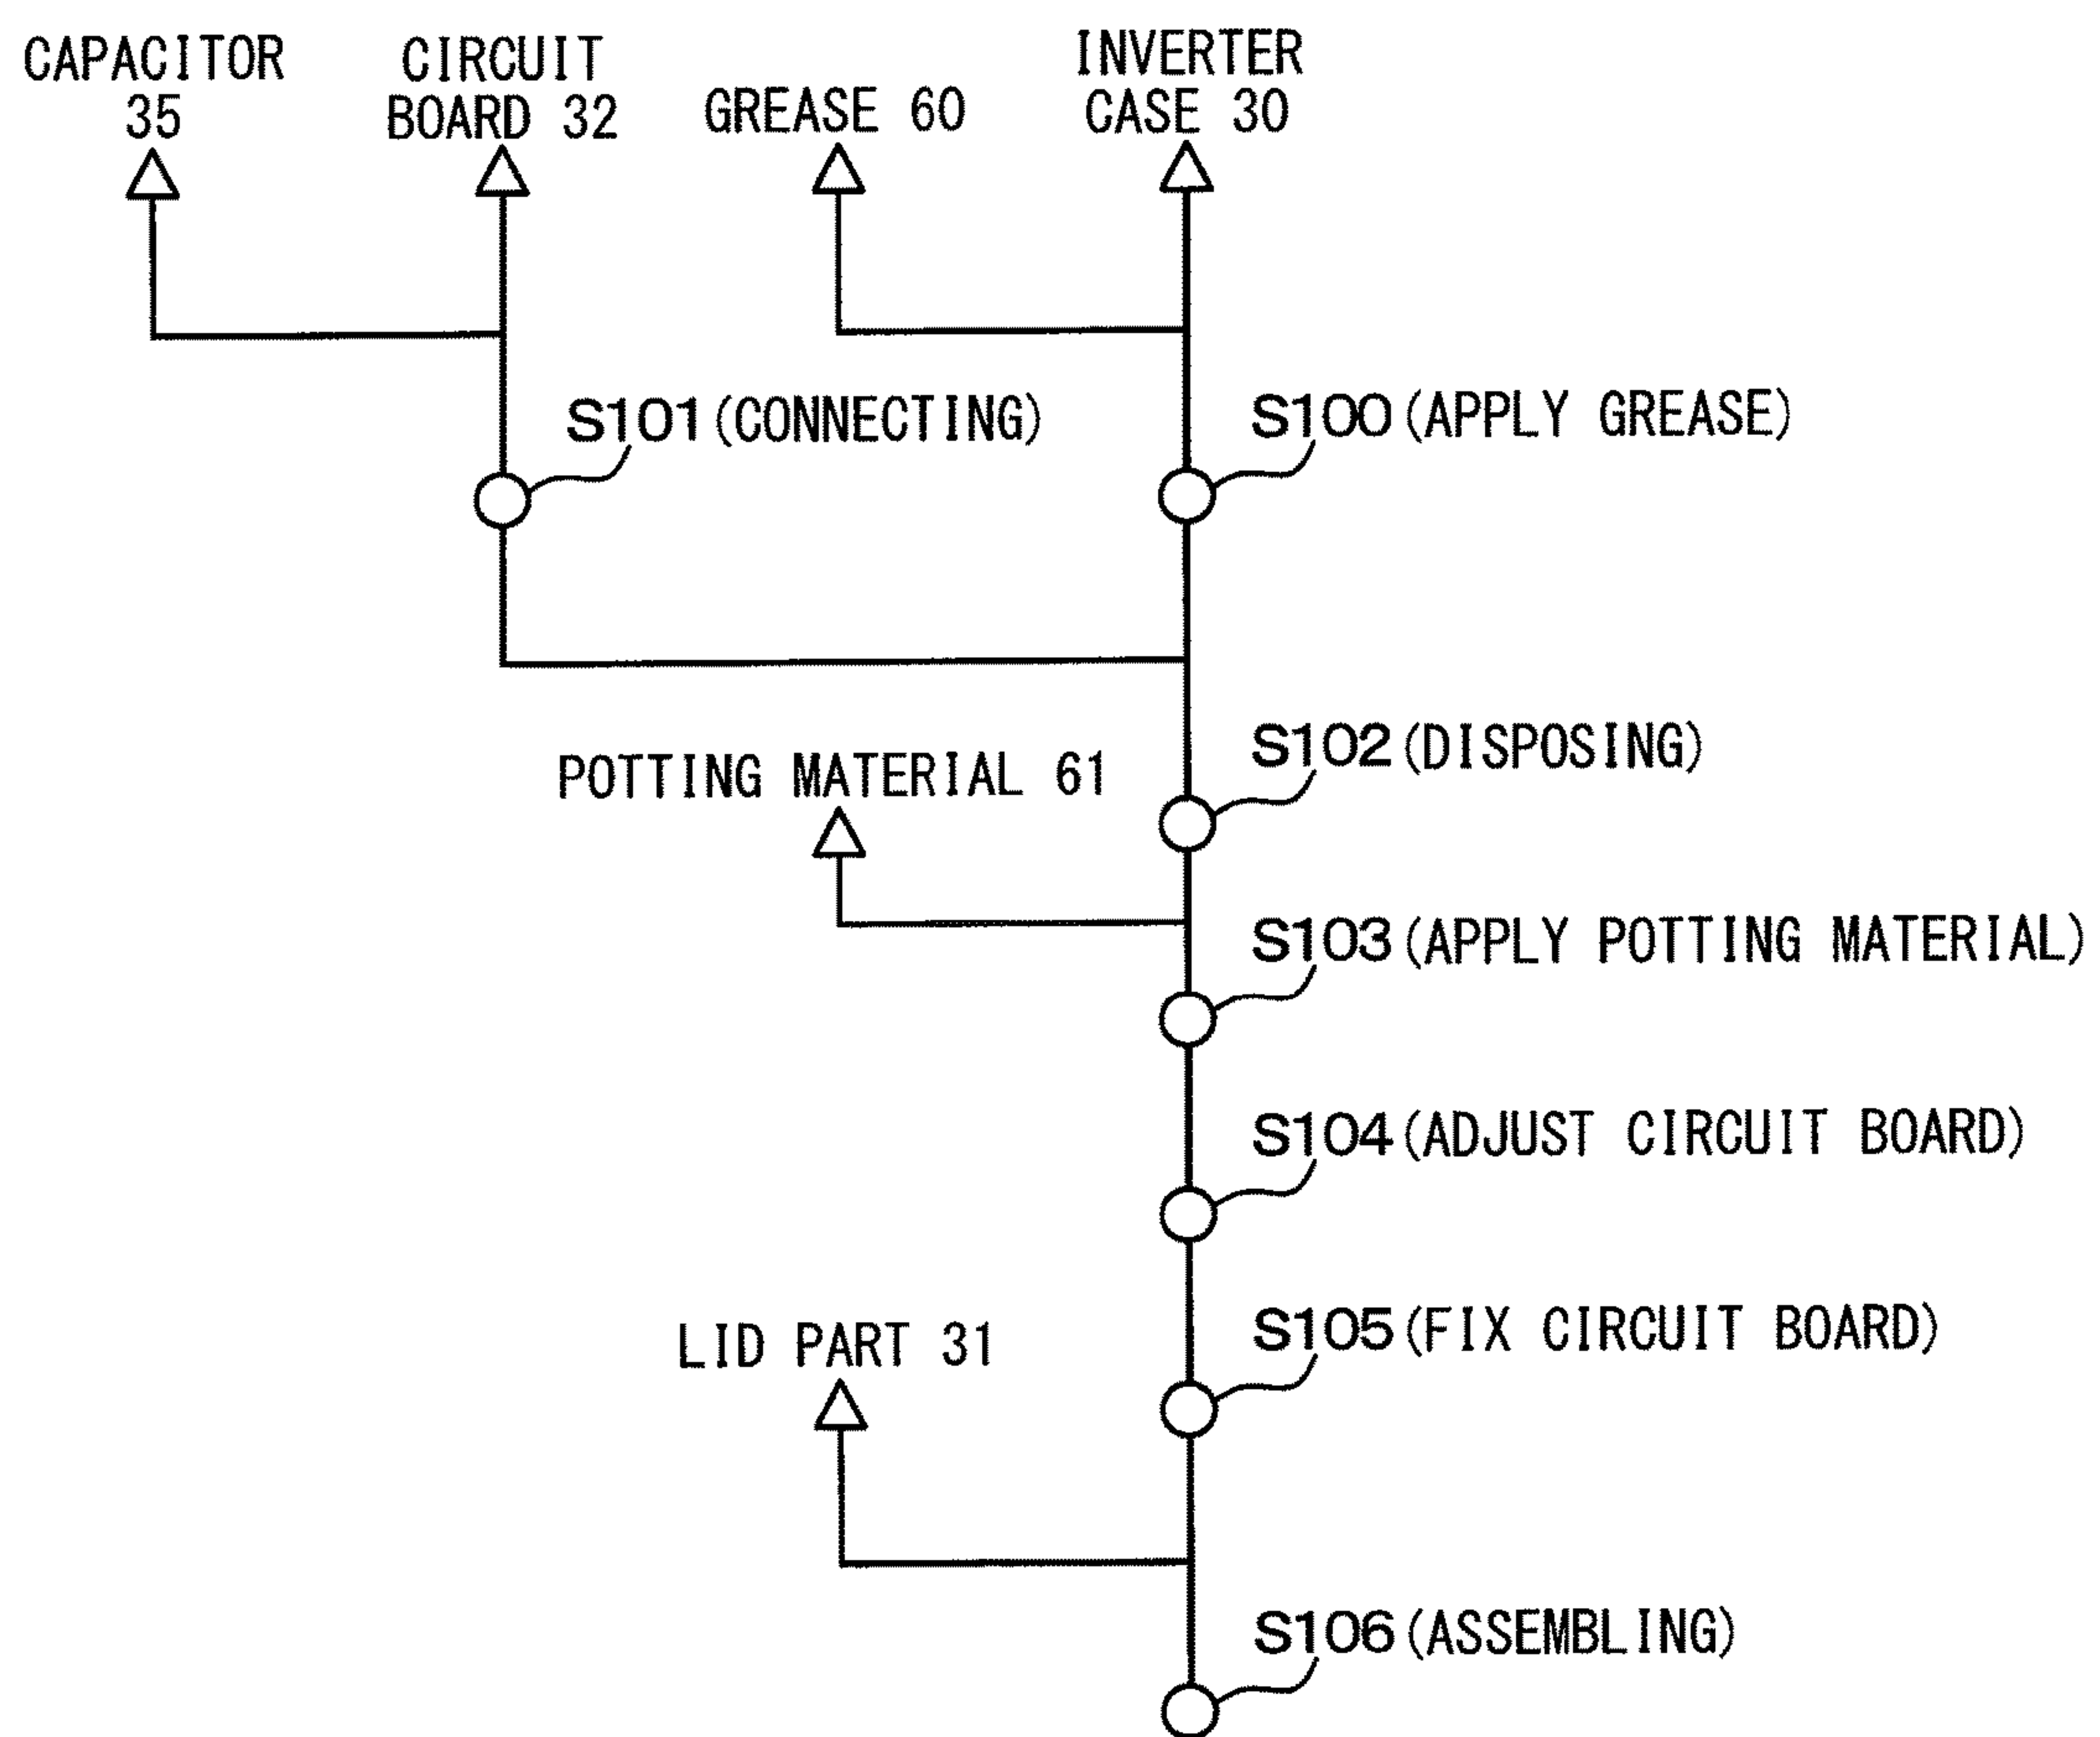 CAPACITOR
35
CIRCUIT
BOARD 32
GREASE 60
INVERTER
CASE 30
S101 (CONNECTING)
S100 (APPLY GREASE)
S102 (DISPOSING)
POTTING MATERIAL 61
S103 (APPLY POTTING MATERIAL)
S104 (ADJUST CIRCUIT BOARD)
S105 (FIX CIRCUIT BOARD)
LID PART 31
S106 (ASSEMBLING)